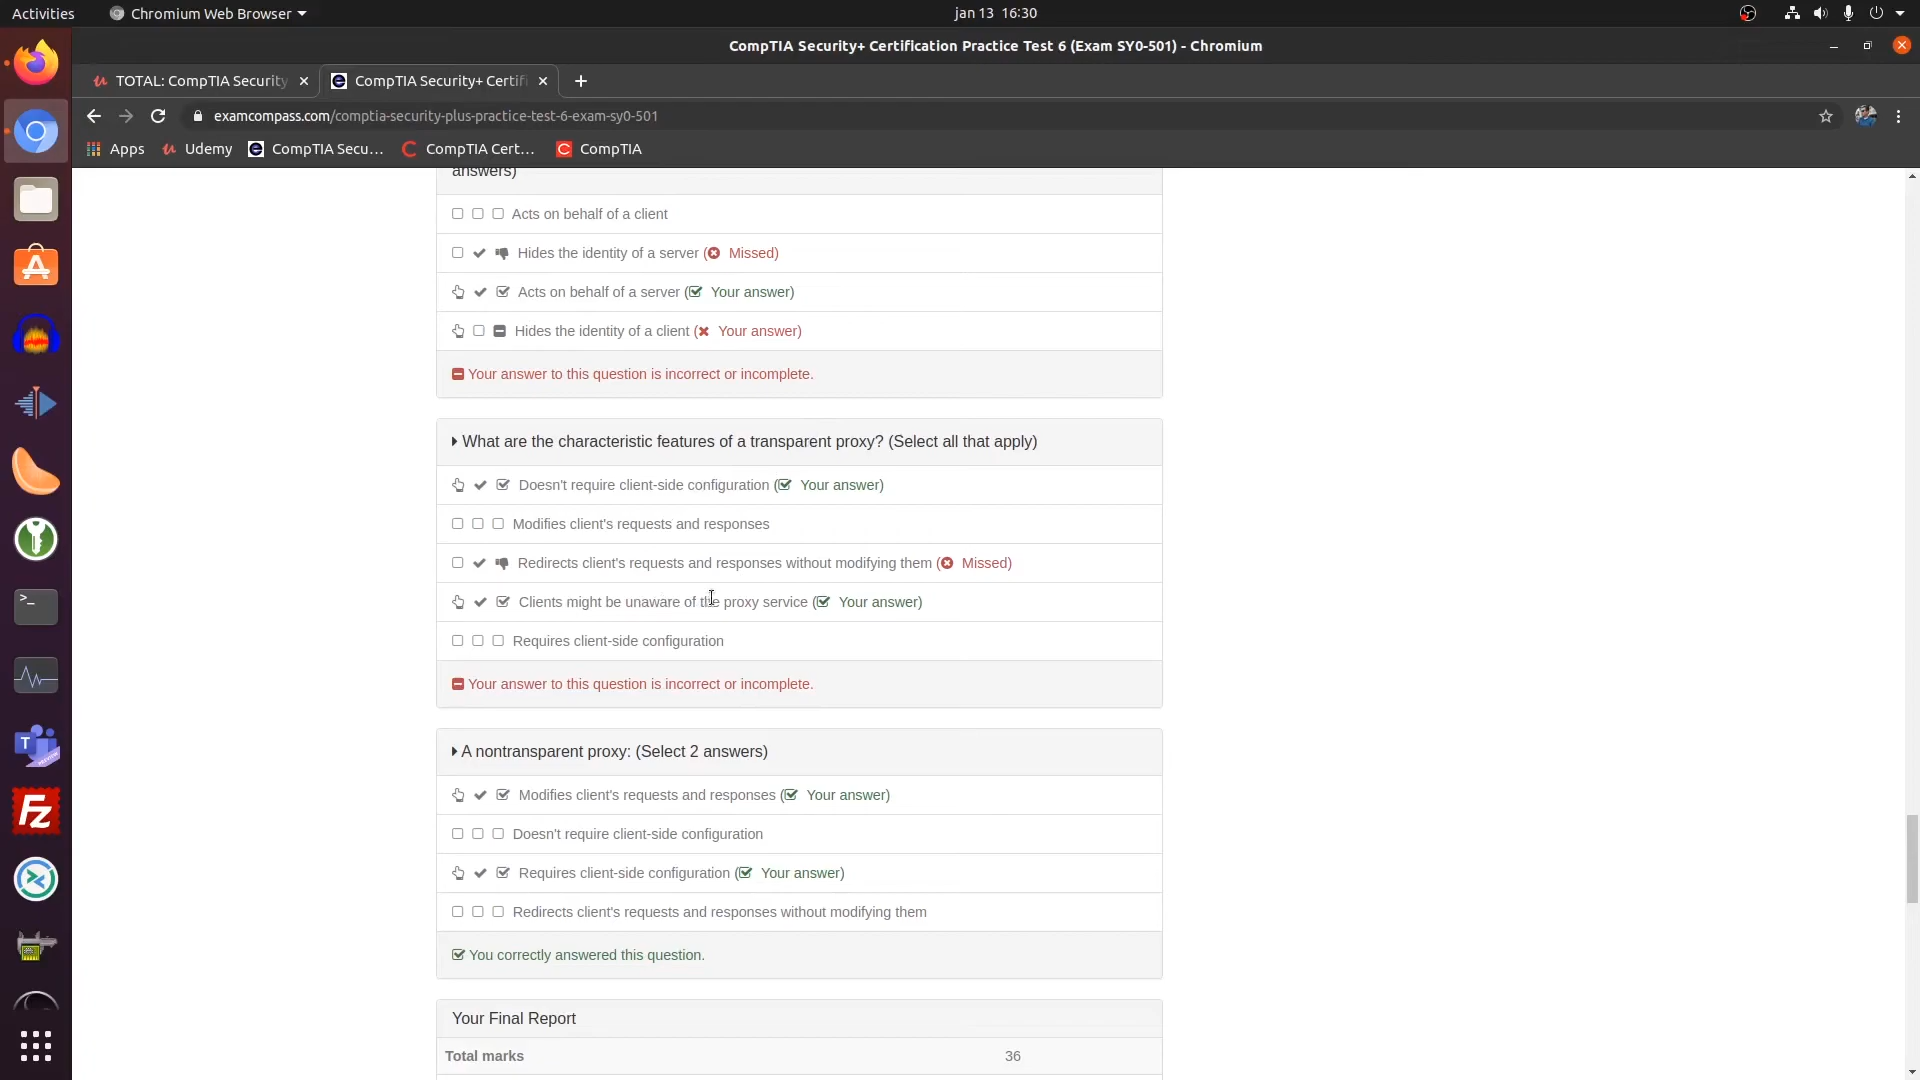 Activities
Chromium Web Browser
jan 13 16:30
CompTIA Security+ Certification Practice Test 6 (Exam SY0-501) - Chromium
TOTAL: CompTIA Security
CompTIA Security+ Certifi
examcompass.com/comptia-security-plus-practice-test-6-exam-sy0-501
Apps
Udemy
CompTIA Secu...
CompTIA Cert...
CompTIA
answers)
Acts on behalf of a client
Hides the identity of a server ( Missed)
Acts on behalf of a server ( Your answer)
Hides the identity of a client ( Your answer)
Your answer to this question is incorrect or incomplete.
What are the characteristic features of a transparent proxy? (Select all that apply)
Doesn't require client-side configuration ( Your answer)
Modifies client's requests and responses
Redirects client's requests and responses without modifying them ( Missed)
Clients might be unaware of the proxy service ( Your answer)
Requires client-side configuration
Your answer to this question is incorrect or incomplete.
A nontransparent proxy: (Select 2 answers)
Modifies client's requests and responses ( Your answer)
Doesn't require client-side configuration
Requires client-side configuration ( Your answer)
Redirects client's requests and responses without modifying them
You correctly answered this question.
Your Final Report
Total marks 36